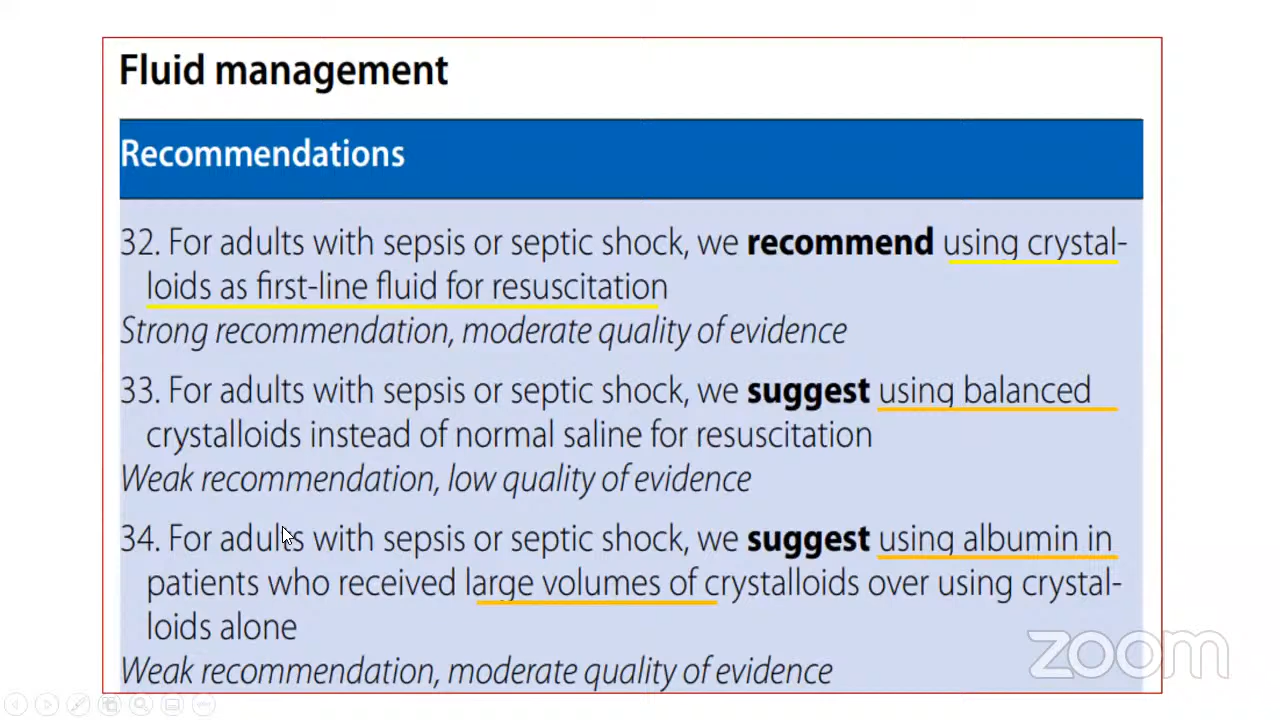 Fluid management
Recommendations
32. For adults with sepsis or septic shock, we recommend using crystal-
loids as first-line fluid for resuscitation
Strong recommendation, moderate quality of evidence
33. For adults with sepsis or septic shock, we suggest using balanced
crystalloids instead of normal saline for resuscitation
Weak recommendation, low quality of evidence
34. For adults with sepsis or septic shock, we suggest using albumin in
patients who received large volumes of crystalloids over using crystal-
loids alone
Weak recommendation, moderate quality of evidence
zoom